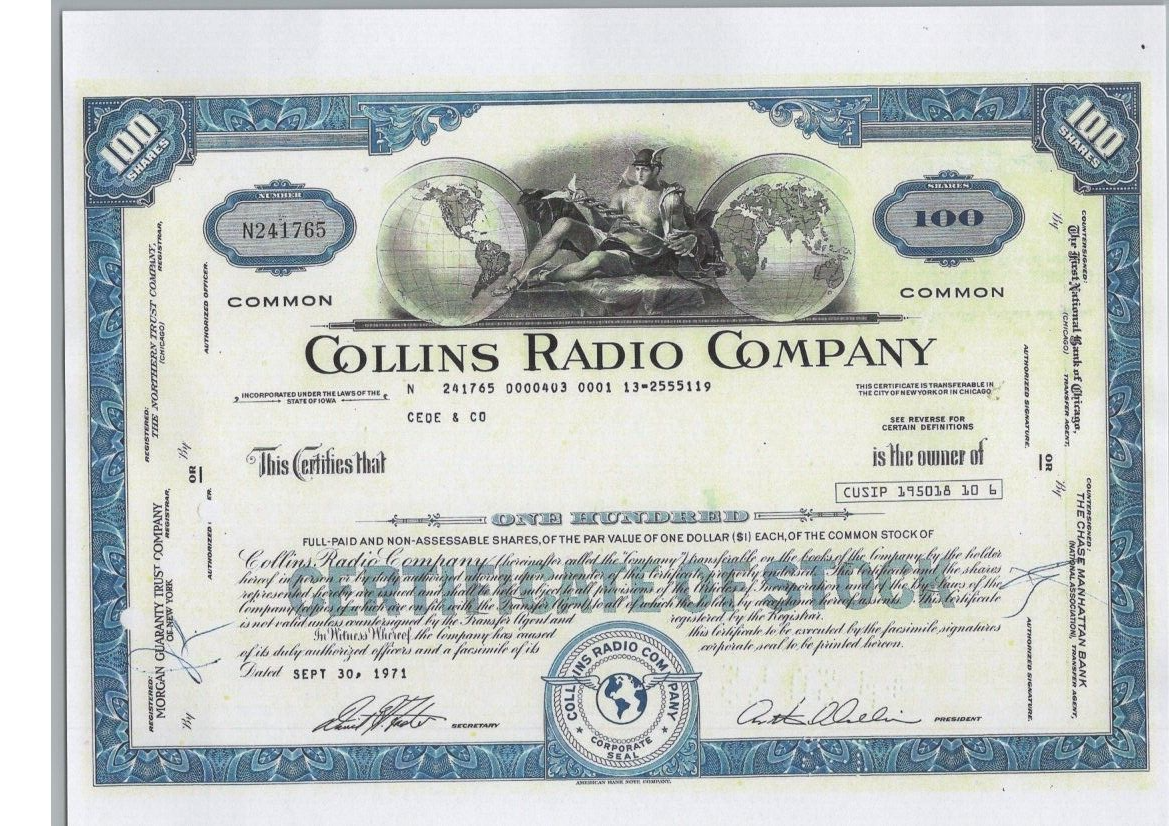 100
SHARES
100
SHARES
NUMBER
N241765
COMMON
SHARES
100
COMMON
COLLINS RADIO COMPANY
INCORPORATED UNDER THE LAWS OF THE
STATE OF IOWA
N 241765 0000403 0001 13-2555119
CEDE & CO
THIS CERTIFICATE IS TRANSFERABLE IN
THE CITY OF NEW YORK OR IN CHICAGO
SEE REVERSE FOR
CERTAIN DEFINITIONS
This Certifies that
is the owner of
CUSIP 195018 10 6
ONE HUNDRED
FULL-PAID AND NON-ASSESSABLE SHARES, OF THE PAR VALUE OF ONE DOLLAR ($1) EACH, OF THE COMMON STOCK OF
Collins Radio Company (hereinafter called the "Company") transferable on the books of the Company by the holder
hereof in person or by duly authorized attorney upon surrender of this certificate properly endorsed. This certificate and the shares
represented hereby are issued and shall be held subject to all provisions of the Articles of Incorporation and of the By-Laws of the
Company (copies of which are on file with the Transfer Agent), to all of which the holder, by acceptance hereof, assents. This certificate
is not valid unless countersigned by the Transfer Agent and registered by the Registrar.
In Witness Whereof, the Company has caused this certificate to be executed by the facsimile signatures
of its duly authorized officers and a facsimile of its corporate seal to be printed hereon.
Dated SEPT 30, 1971
SECRETARY
PRESIDENT
COLLINS RADIO COMPANY
CORPORATE
SEAL
AMERICAN BANK NOTE COMPANY.
REGISTERED:
THE NORTHERN TRUST COMPANY,
(CHICAGO) REGISTRAR,
By
AUTHORIZED OFFICER.
OR
REGISTERED:
MORGAN GUARANTY TRUST COMPANY
OF NEW YORK REGISTRAR,
By
COUNTERSIGNED:
The First National Bank of Chicago,
(CHICAGO) TRANSFER AGENT,
By
AUTHORIZED SIGNATURE.
OR
COUNTERSIGNED:
THE CHASE MANHATTAN BANK
(NATIONAL ASSOCIATION), TRANSFER AGENT,
By
AUTHORIZED SIGNATURE.